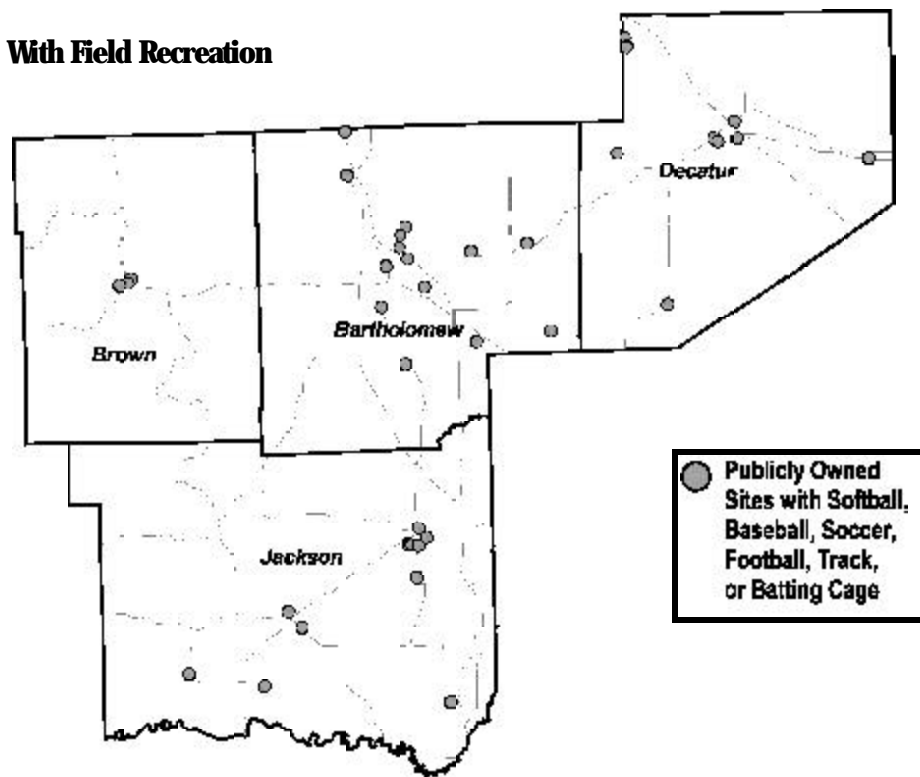 With Field Recreation
Decatur
Bartholomew
Brown
Jackson
Publicly Owned
Sites with Softball,
Baseball, Soccer,
Football, Track,
or Batting Cage